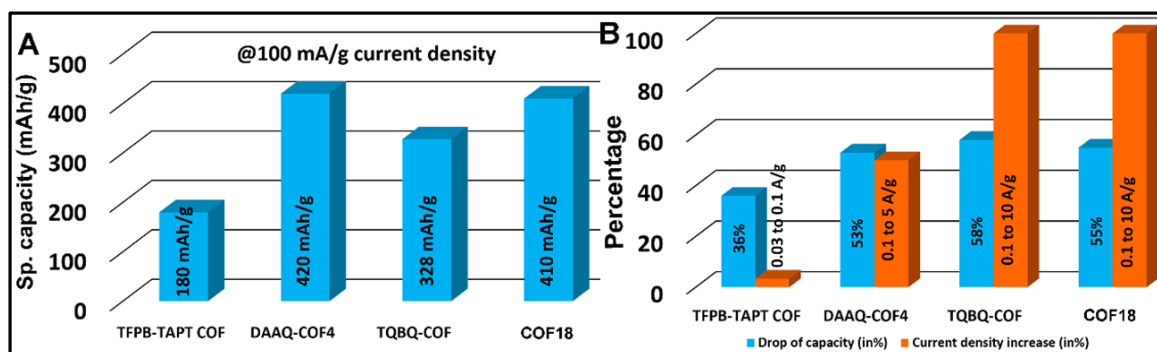 A
@100 mA/g current density
Sp. capacity (mAh/g)
500
400
300
200
100
0
180 mAh/g
420 mAh/g
328 mAh/g
410 mAh/g
TFPB-TAPT COF
DAAQ-COF4
TQBQ-COF
COF18
B
Percentage
100
80
60
40
20
0
36%
0.03 to 0.1 A/g
53%
0.1 to 5 A/g
58%
0.1 to 10 A/g
55%
0.1 to 10 A/g
TFPB-TAPT COF
DAAQ-COF4
TQBQ-COF
COF18
Drop of capacity (in%)
Current density increase (in%)